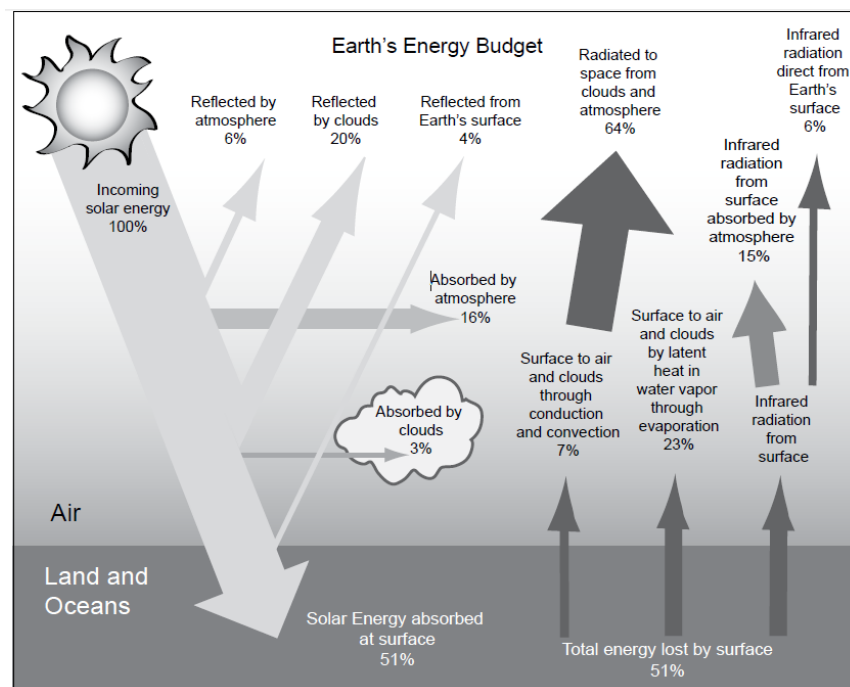 Earth's Energy Budget
Incoming
solar energy
100%
Reflected by
atmosphere
6%
Reflected
by clouds
20%
Reflected from
Earth's surface
4%
Radiated to
space from
clouds and
atmosphere
64%
Infrared
radiation
direct from
Earth's
surface
6%
Infrared
radiation
from
surface
absorbed by
atmosphere
15%
Absorbed by
atmosphere
16%
Absorbed by
clouds
3%
Surface to air
and clouds
through
conduction
and convection
7%
Surface to air
and clouds
by latent
heat in
water vapor
through
evaporation
23%
Infrared
radiation
from
surface
Air
Land and
Oceans
Solar Energy absorbed
at surface
51%
Total energy lost by surface
51%